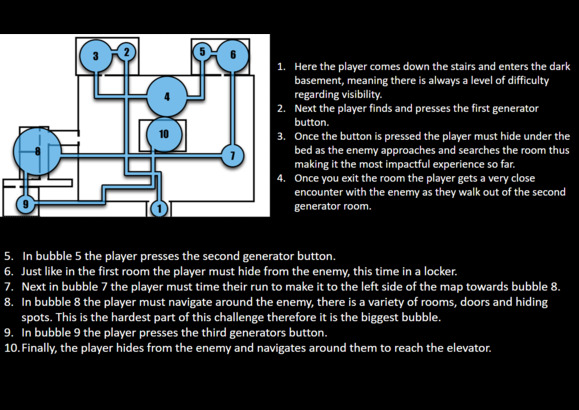 3
2
5
6
4
10
8
7
9
1
1. Here the player comes down the stairs and enters the dark
basement, meaning there is always a level of difficulty
regarding visibility.
2. Next the player finds and presses the first generator
button.
3. Once the button is pressed the player must hide under the
bed as the enemy approaches and searches the room thus
making it the most impactful experience so far.
4. Once you exit the room the player gets a very close
encounter with the enemy as they walk out of the second
generator room.
5. In bubble 5 the player presses the second generator button.
6. Just like in the first room the player must hide from the enemy, this time in a locker.
7. Next in bubble 7 the player must time their run to make it to the left side of the map towards bubble 8.
8. In bubble 8 the player must navigate around the enemy, there is a variety of rooms, doors and hiding
spots. This is the hardest part of this challenge therefore it is the biggest bubble.
9. In bubble 9 the player presses the third generators button.
10. Finally, the player hides from the enemy and navigates around them to reach the elevator.